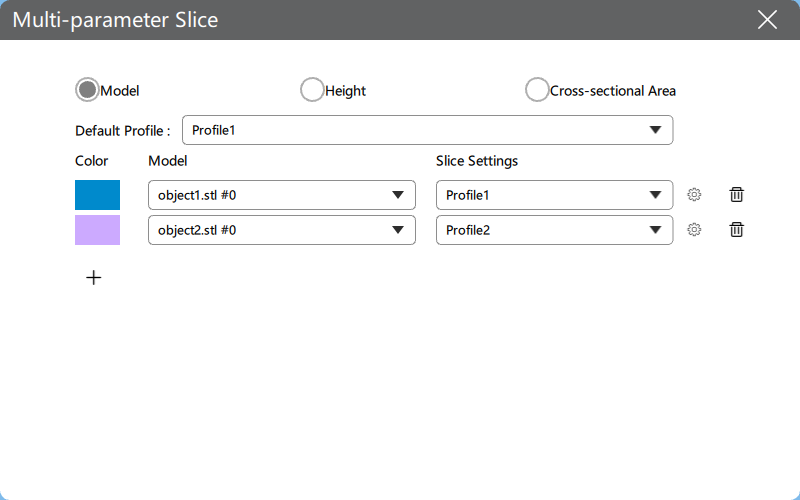 Multi-parameter Slice
Model Height Cross-sectional Area
Default Profile : Profile1
Color Model Slice Settings
object1.stl #0 Profile1
object2.stl #0 Profile2